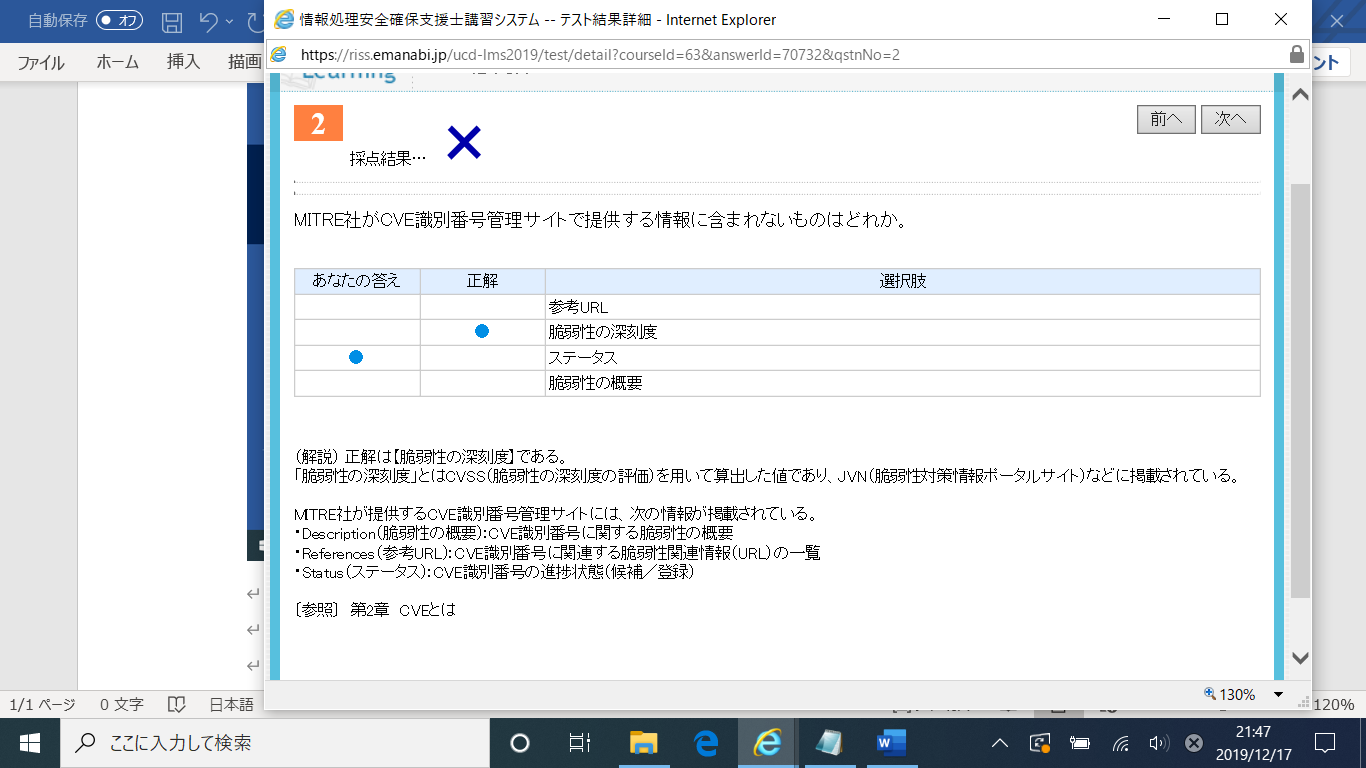 自動保存 オフ
情報処理安全確保支援士講習システム -- テスト結果詳細 - Internet Explorer
https://riss.emanabi.jp/ucd-lms2019/test/detail?courseId=63&answerId=70732&qstnNo=2
ファイル ホーム 挿入 描画
Learning
2
前へ 次へ
採点結果…
MITRE社がCVE識別番号管理サイトで提供する情報に含まれないものはどれか。
あなたの答え 正解 選択肢
参考URL
脆弱性の深刻度
ステータス
脆弱性の概要
（解説） 正解は【脆弱性の深刻度】である。
「脆弱性の深刻度」とはCVSS（脆弱性の深刻度の評価）を用いて算出した値であり、JVN（脆弱性対策情報ポータルサイト）などに掲載されている。
MITRE社が提供するCVE識別番号管理サイトには、次の情報が掲載されている。
・Description（脆弱性の概要）：CVE識別番号に関する脆弱性の概要
・References（参考URL）：CVE識別番号に関連する脆弱性関連情報（URL）の一覧
・Status（ステータス）：CVE識別番号の進捗状態（候補／登録）
〔参照〕 第2章 CVEとは
130%
1/1 ページ 0 文字 日本語 120%
ここに入力して検索
21:47
2019/12/17